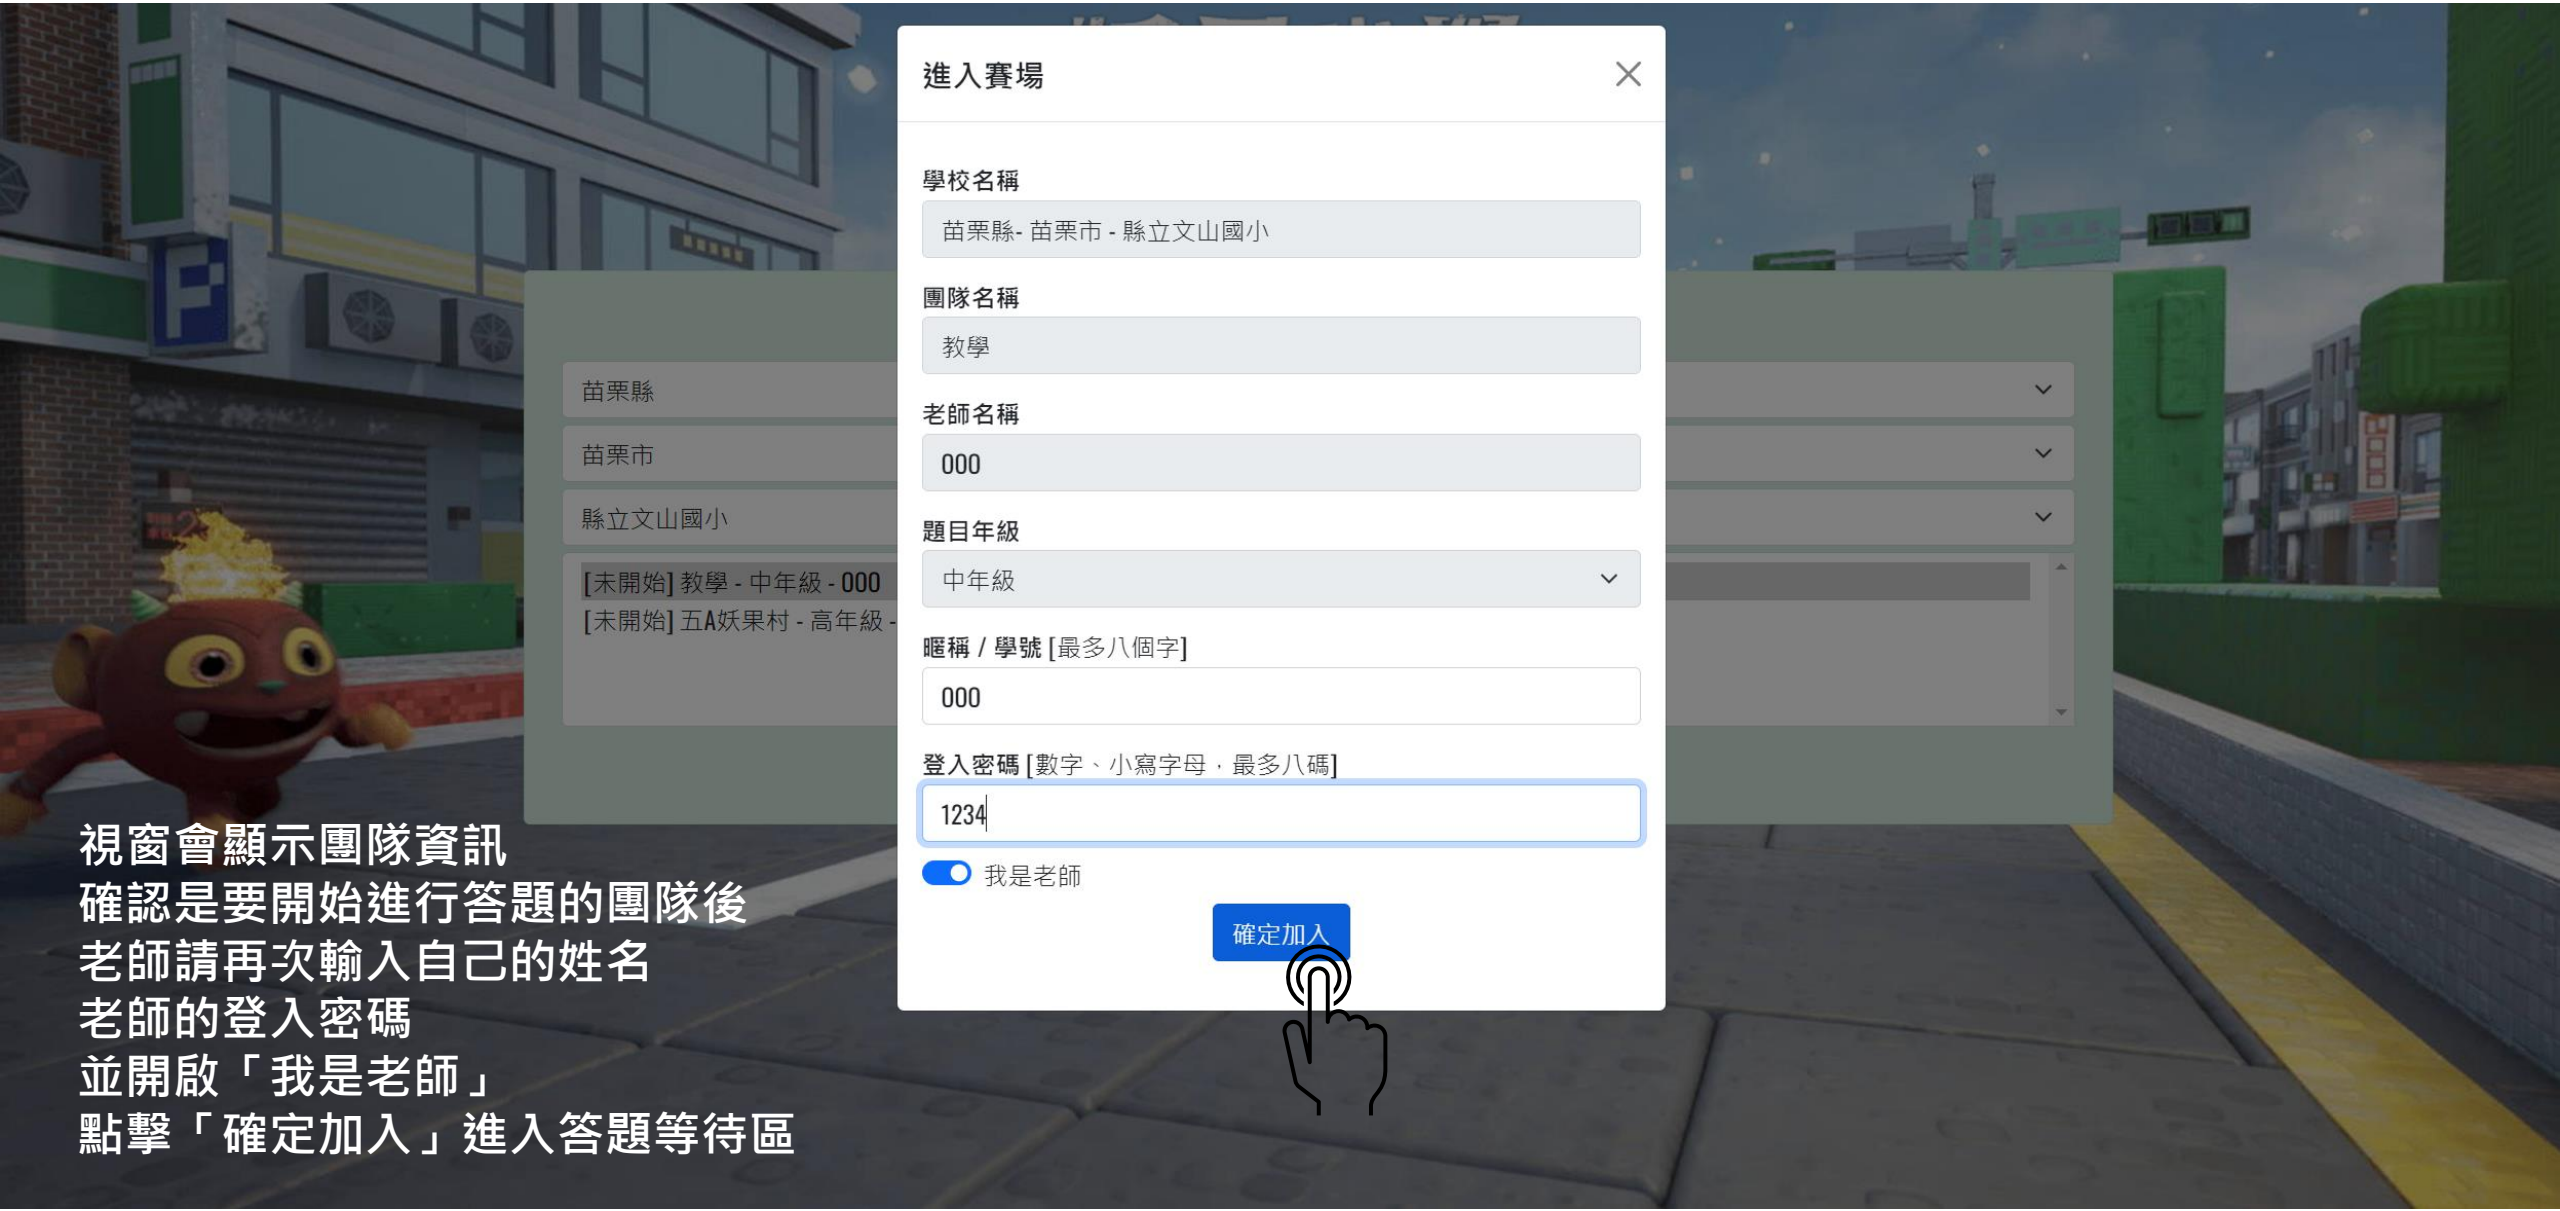 進入賽場
學校名稱
苗栗縣- 苗栗市 - 縣立文山國小
團隊名稱
教學
老師名稱
000
題目年級
中年級
暱稱 / 學號 [最多八個字]
000
登入密碼 [數字、小寫字母，最多八碼]
1234
我是老師
確定加入
苗栗縣
苗栗市
縣立文山國小
[未開始] 教學 - 中年級 - 000
[未開始] 五A妖果村 - 高年級 -
P
視窗會顯示團隊資訊
確認是要開始進行答題的團隊後
老師請再次輸入自己的姓名
老師的登入密碼
並開啟「我是老師」
點擊「確定加入」進入答題等待區